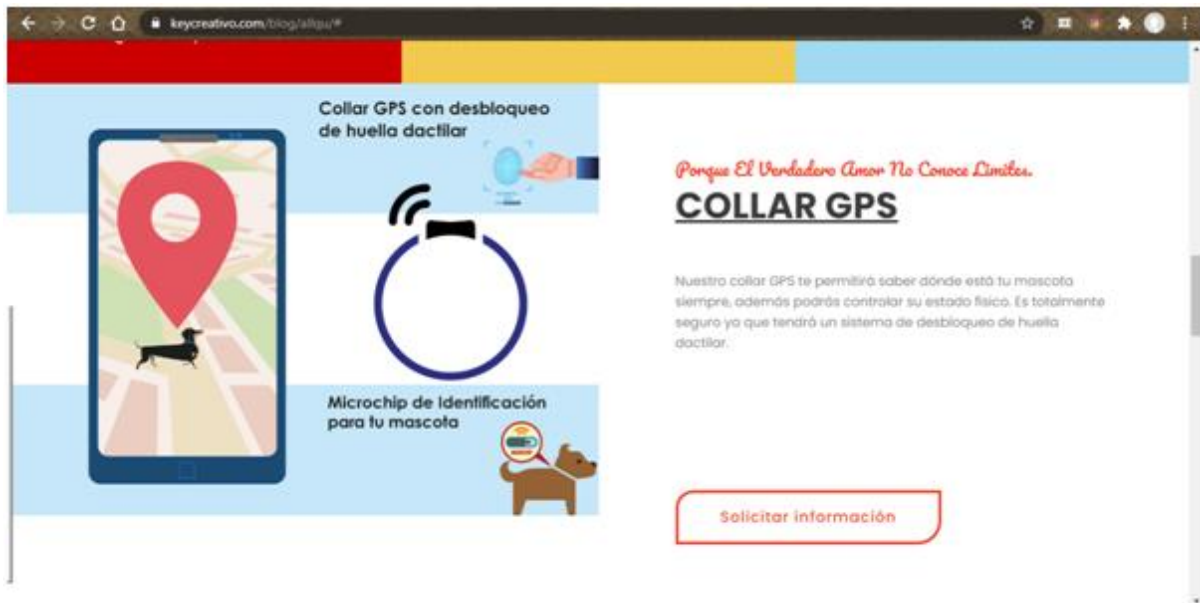 keycreativo.com/blog/allqu/#
Collar GPS con desbloqueo
de huella dactilar
Microchip de Identificación
para tu mascota
Porque El Verdadero Amor No Conoce Límites.
COLLAR GPS
Nuestro collar GPS te permitirá saber dónde está tu mascota
siempre, además podrás controlar su estado físico. Es totalmente
seguro ya que tendrá un sistema de desbloqueo de huella
dactilar.
Solicitar información